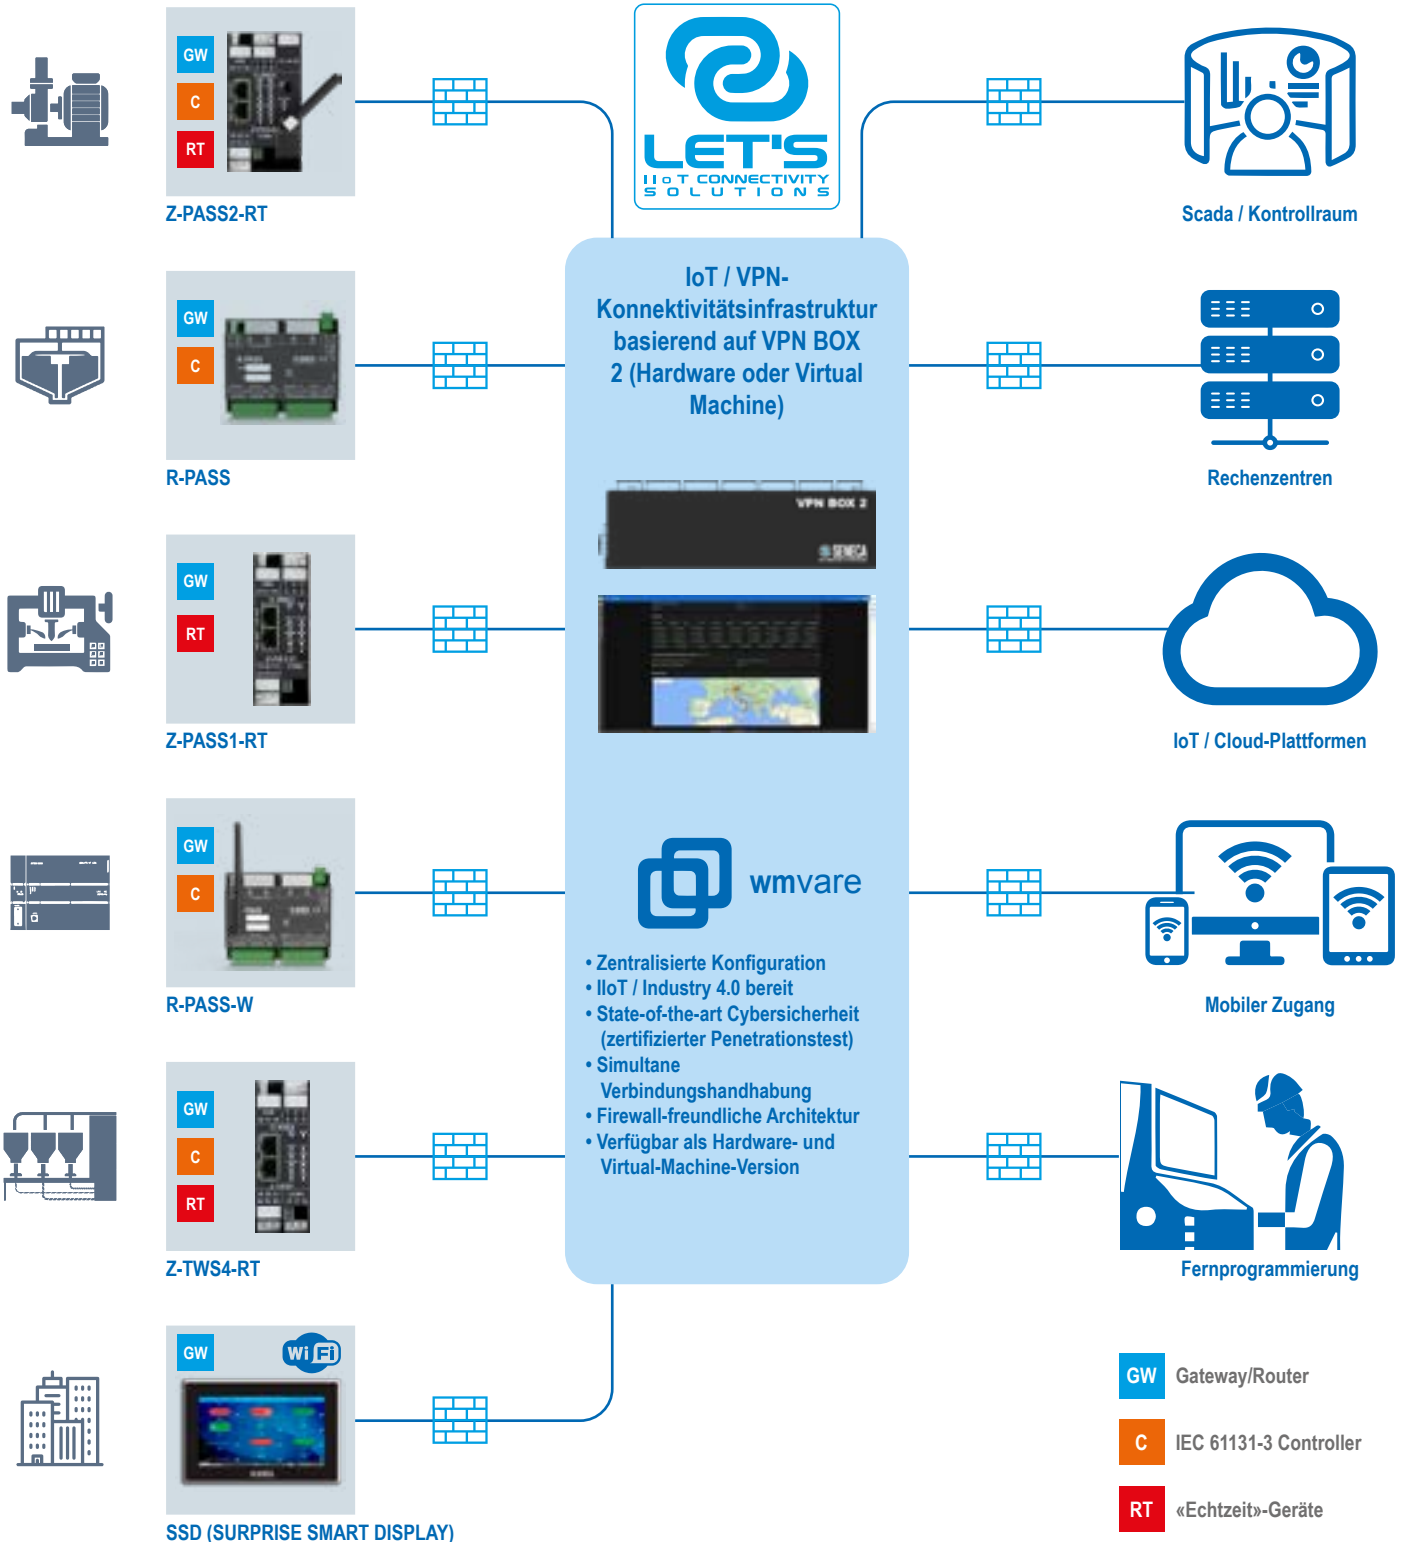 GW
C
RT
Z-PASS2-RT
GW
C
R-PASS
GW
RT
Z-PASS1-RT
GW
C
R-PASS-W
GW
C
RT
Z-TWS4-RT
GW
Wi Fi
SSD (SURPRISE SMART DISPLAY)
LET'S
IIoT CONNECTIVITY
SOLUTIONS
IoT / VPN-
Konnektivitätsinfrastruktur
basierend auf VPN BOX
2 (Hardware oder Virtual
Machine)
VPN BOX 2
SENECA
wmvare
• Zentralisierte Konfiguration
• IIoT / Industry 4.0 bereit
• State-of-the-art Cybersicherheit
(zertifizierter Penetrationstest)
• Simultane
Verbindungshandhabung
• Firewall-freundliche Architektur
• Verfügbar als Hardware- und
Virtual-Machine-Version
Scada / Kontrollraum
Rechenzentren
IoT / Cloud-Plattformen
Mobiler Zugang
Fernprogrammierung
GW Gateway/Router
C IEC 61131-3 Controller
RT «Echtzeit»-Geräte